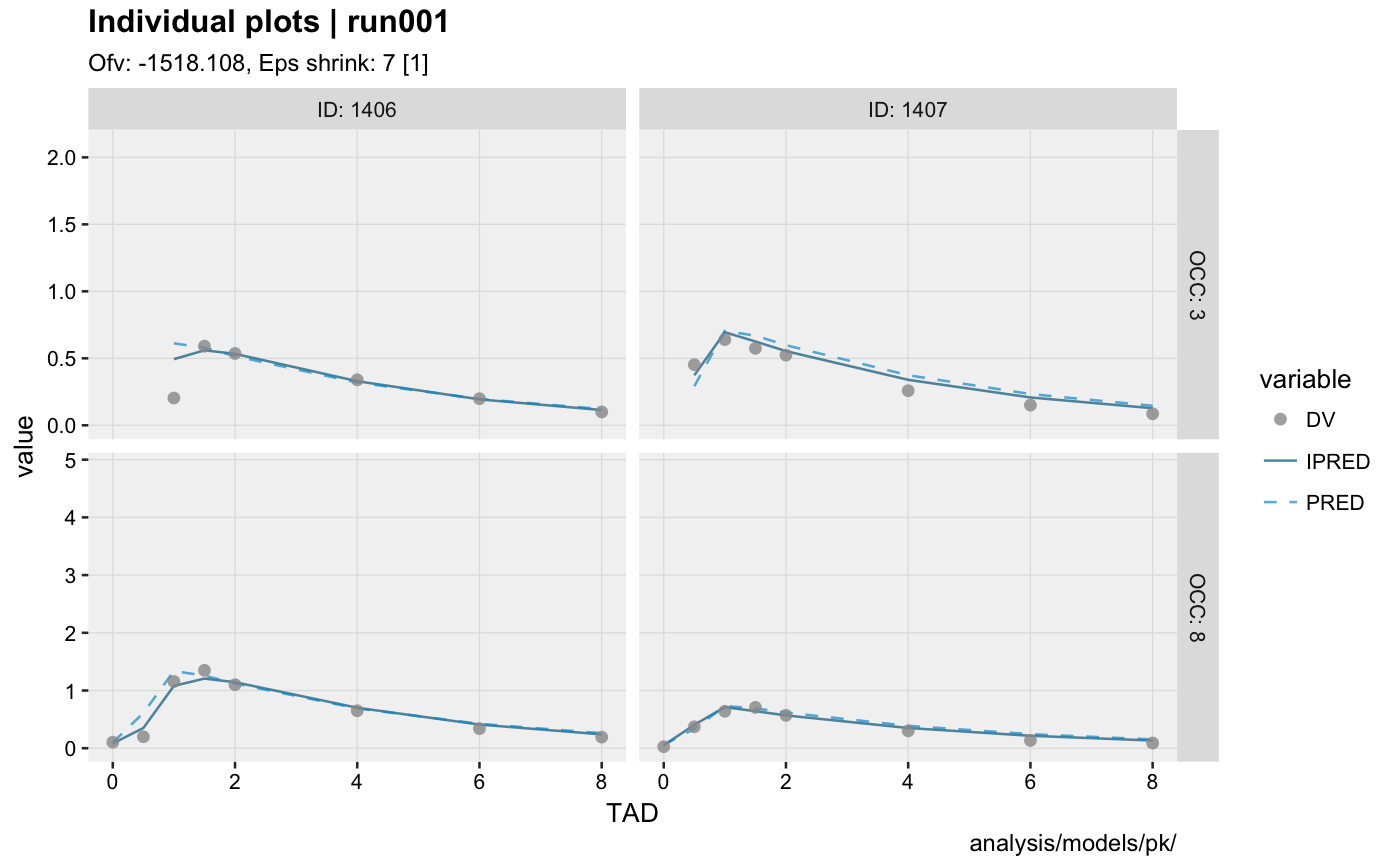 Individual plots | run001
Ofv: -1518.108, Eps shrink: 7 [1]
ID: 1406
ID: 1407
2.0
1.5
1.0
0.5
0.0
OCC: 3
5
4
3
2
1
0
OCC: 8
value
0 2 4 6 8
0 2 4 6 8
TAD
variable
DV
IPRED
PRED
analysis/models/pk/